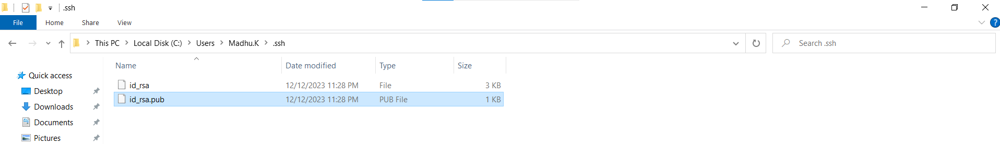 .ssh
File Home Share View
This PC Local Disk (C:) Users Madhu.K .ssh Search .ssh
Name Date modified Type Size
Quick access
id_rsa 12/12/2023 11:28 PM File 3 KB
Desktop
id_rsa.pub 12/12/2023 11:28 PM PUB File 1 KB
Downloads
Documents
Pictures